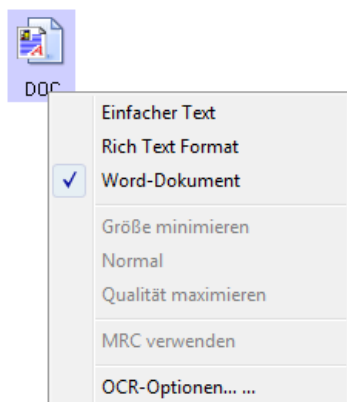 DOC
Einfacher Text
Rich Text Format
Word-Dokument
Größe minimieren
Normal
Qualität maximieren
MRC verwenden
OCR-Optionen... ...